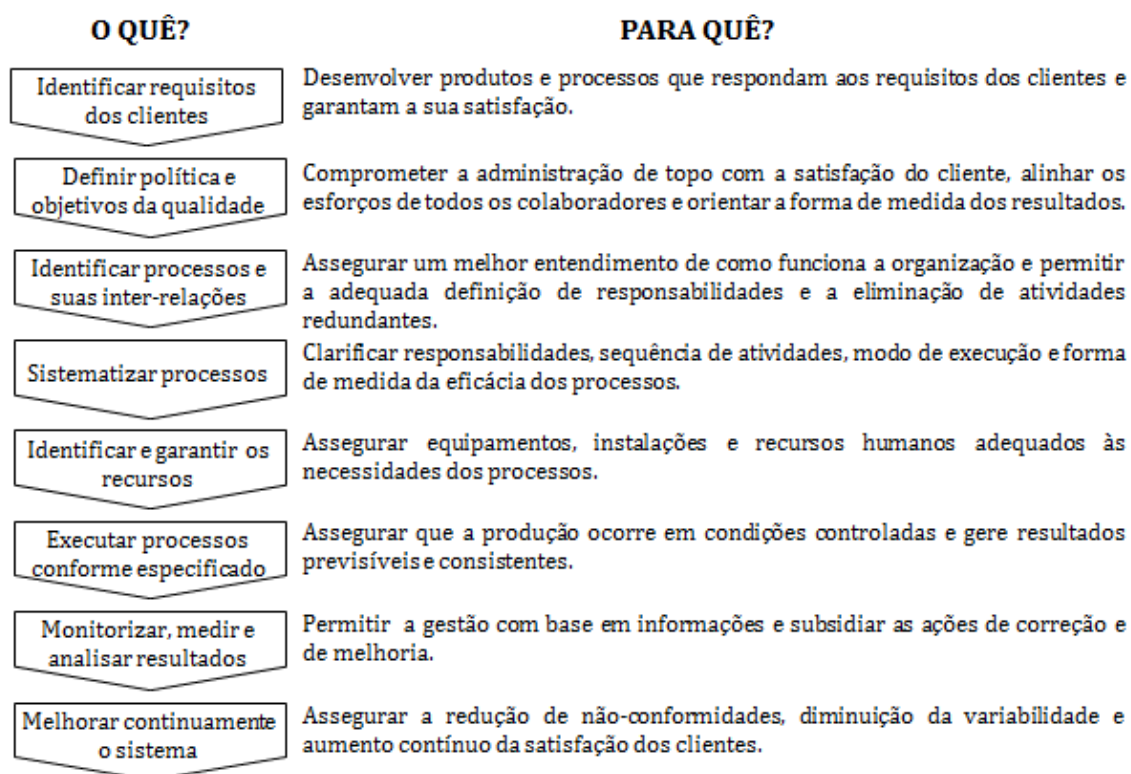 O QUÊ?
PARA QUÊ?
Identificar requisitos
dos clientes
Desenvolver produtos e processos que respondam aos requisitos dos clientes e
garantam a sua satisfação.
Definir política e
objetivos da qualidade
Comprometer a administração de topo com a satisfação do cliente, alinhar os
esforços de todos os colaboradores e orientar a forma de medida dos resultados.
Identificar processos e
suas inter-relações
Assegurar um melhor entendimento de como funciona a organização e permitir
a adequada definição de responsabilidades e a eliminação de atividades
redundantes.
Sistematizar processos
Clarificar responsabilidades, sequência de atividades, modo de execução e forma
de medida da eficácia dos processos.
Identificar e garantir os
recursos
Assegurar equipamentos, instalações e recursos humanos adequados às
necessidades dos processos.
Executar processos
conforme especificado
Assegurar que a produção ocorre em condições controladas e gere resultados
previsíveis e consistentes.
Monitorizar, medir e
analisar resultados
Permitir a gestão com base em informações e subsidiar as ações de correção e
de melhoria.
Melhorar continuamente
o sistema
Assegurar a redução de não-conformidades, diminuição da variabilidade e
aumento contínuo da satisfação dos clientes.